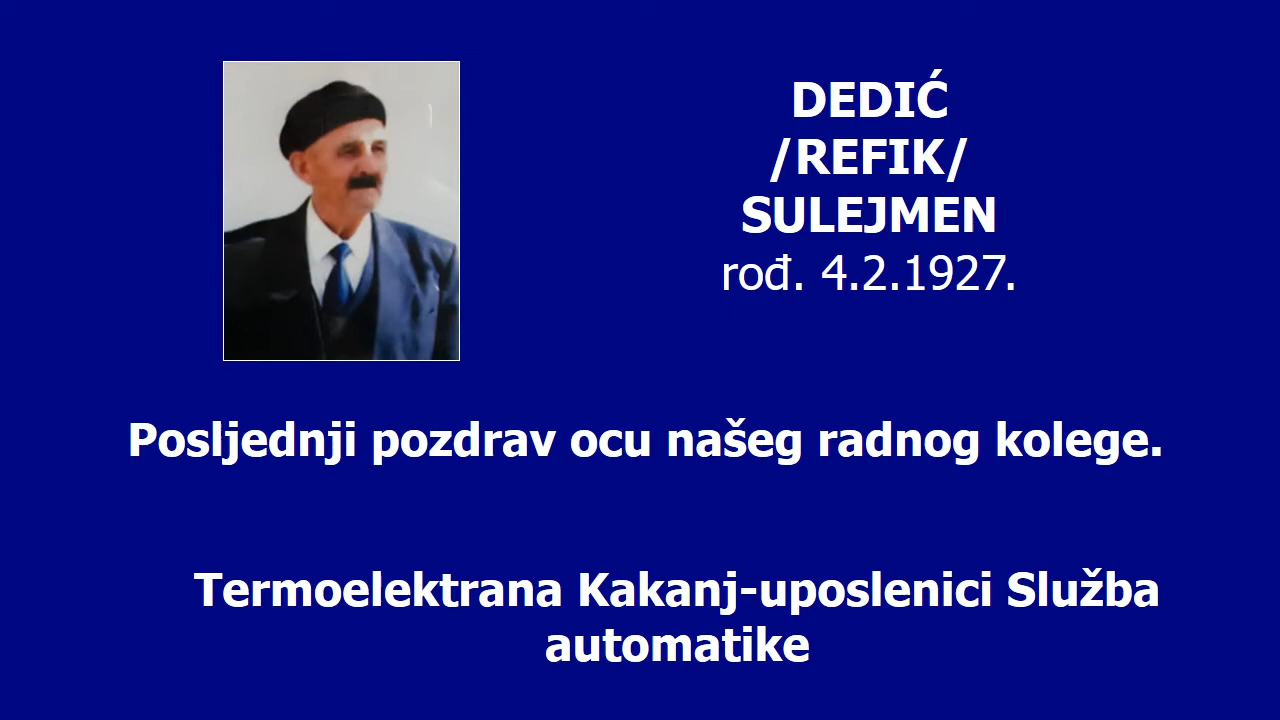 DEDIĆ
/REFIK/
SULEJMEN
rođ. 4.2.1927.
Posljednji pozdrav ocu našeg radnog kolege.
Termoelektrana Kakanj-uposlenici Služba
automatike